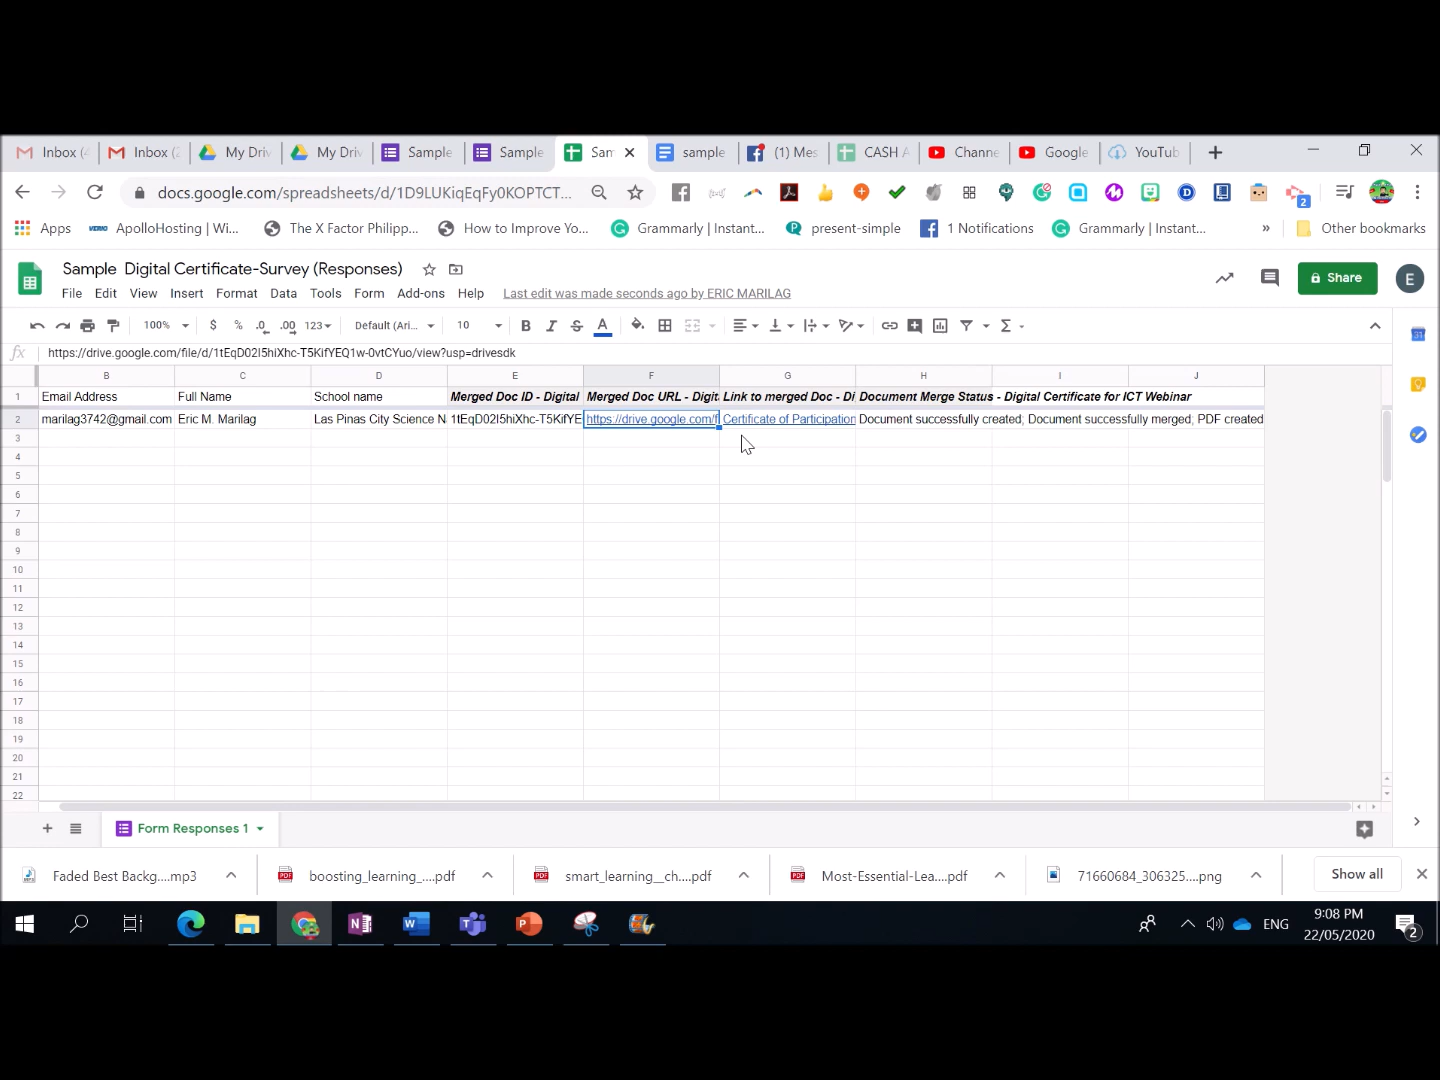 Inbox (4
Inbox (2
My Driv
My Driv
Sample
Sample
Sam
sample
(1) Mes
CASH A
Channe
Google
YouTub
docs.google.com/spreadsheets/d/1D9LUKiqEqFy0KOPTCT...
2
Apps
VERIO
ApolloHosting | Wi...
The X Factor Philipp...
How to Improve Yo...
Grammarly | Instant...
present-simple
1 Notifications
Grammarly | Instant...
»
Other bookmarks
Sample Digital Certificate-Survey (Responses)
Share
E
File Edit View Insert Format Data Tools Form Add-ons Help Last edit was made seconds ago by ERIC MARILAG
100% $ % .0 .00 123 Default (Ari... 10 B I S A Σ
31
fx https://drive.google.com/file/d/1tEqD02I5hiXhc-T5KifYEQ1w-0vtCYuo/view?usp=drivesdk
B C D E F G H I J
1 Email Address Full Name School name Merged Doc ID - Digital Merged Doc URL - Digit Link to merged Doc - Di Document Merge Status - Digital Certificate for ICT Webinar
2 marilag3742@gmail.com Eric M. Marilag Las Pinas City Science N 1tEqD02I5hiXhc-T5KifYE https://drive.google.com/f Certificate of Participation Document successfully created; Document successfully merged; PDF created
3
4
5
6
7
8
9
10
11
12
13
14
15
16
17
18
19
20
21
22
Form Responses 1
Faded Best Backg....mp3
boosting_learning_....pdf
smart_learning__ch....pdf
Most-Essential-Lea....pdf
71660684_306325....png
Show all
ENG
9:08 PM
22/05/2020
2